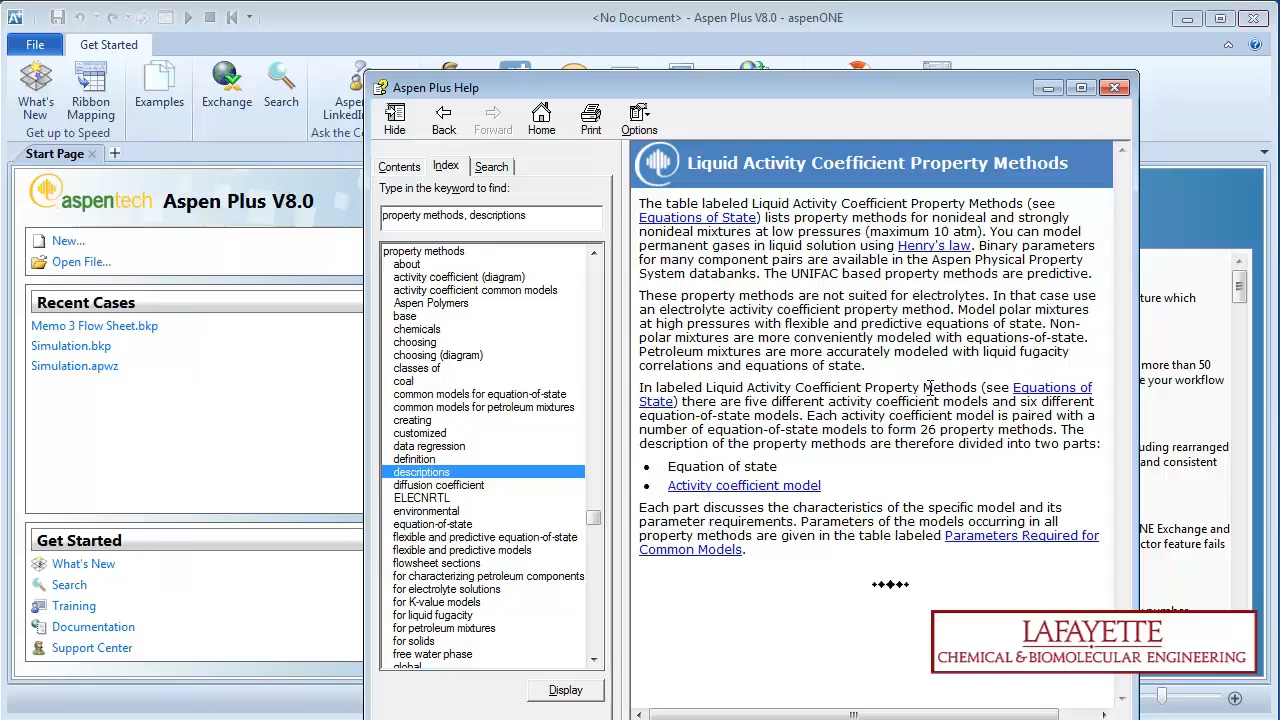 <No Document> - Aspen Plus V8.0 - aspenONE
File
Get Started
What's New
Ribbon Mapping
Examples
Exchange
Search
Aspen
LinkedIn
Get up to Speed
Ask the C
Start Page
aspentech
Aspen Plus V8.0
New...
Open File...
Recent Cases
Memo 3 Flow Sheet.bkp
Simulation.bkp
Simulation.apwz
Get Started
What's New
Search
Training
Documentation
Support Center
Aspen Plus Help
Hide
Back
Forward
Home
Print
Options
Contents
Index
Search
Type in the keyword to find:
property methods, descriptions
property methods
about
activity coefficient (diagram)
activity coefficient common models
Aspen Polymers
base
chemicals
choosing
choosing (diagram)
classes of
coal
common models for equation-of-state
common models for petroleum mixtures
creating
customized
data regression
definition
descriptions
diffusion coefficient
ELECNRTL
environmental
equation-of-state
flexible and predictive equation-of-state
flexible and predictive models
flowsheet sections
for characterizing petroleum components
for electrolyte solutions
for K-value models
for liquid fugacity
for petroleum mixtures
for solids
free water phase
global
Display
Liquid Activity Coefficient Property Methods
The table labeled Liquid Activity Coefficient Property Methods (see
Equations of State) lists property methods for nonideal and strongly
nonideal mixtures at low pressures (maximum 10 atm). You can model
permanent gases in liquid solution using Henry's law. Binary parameters
for many component pairs are available in the Aspen Physical Property
System databanks. The UNIFAC based property methods are predictive.
These property methods are not suited for electrolytes. In that case use
an electrolyte activity coefficient property method. Model polar mixtures
at high pressures with flexible and predictive equations of state. Non-
polar mixtures are more conveniently modeled with equations-of-state.
Petroleum mixtures are more accurately modeled with liquid fugacity
correlations and equations of state.
In labeled Liquid Activity Coefficient Property Methods (see Equations of
State) there are five different activity coefficient models and six different
equation-of-state models. Each activity coefficient model is paired with a
number of equation-of-state models to form 26 property methods. The
description of the property methods are therefore divided into two parts:
• Equation of state
• Activity coefficient model
Each part discusses the characteristics of the specific model and its
parameter requirements. Parameters of the models occurring in all
property methods are given in the table labeled Parameters Required for
Common Models.
ture which
more than 50
e your workflow
uding rearranged
and consistent
NE Exchange and
ctor feature fails
LAFAYETTE
CHEMICAL & BIOMOLECULAR ENGINEERING